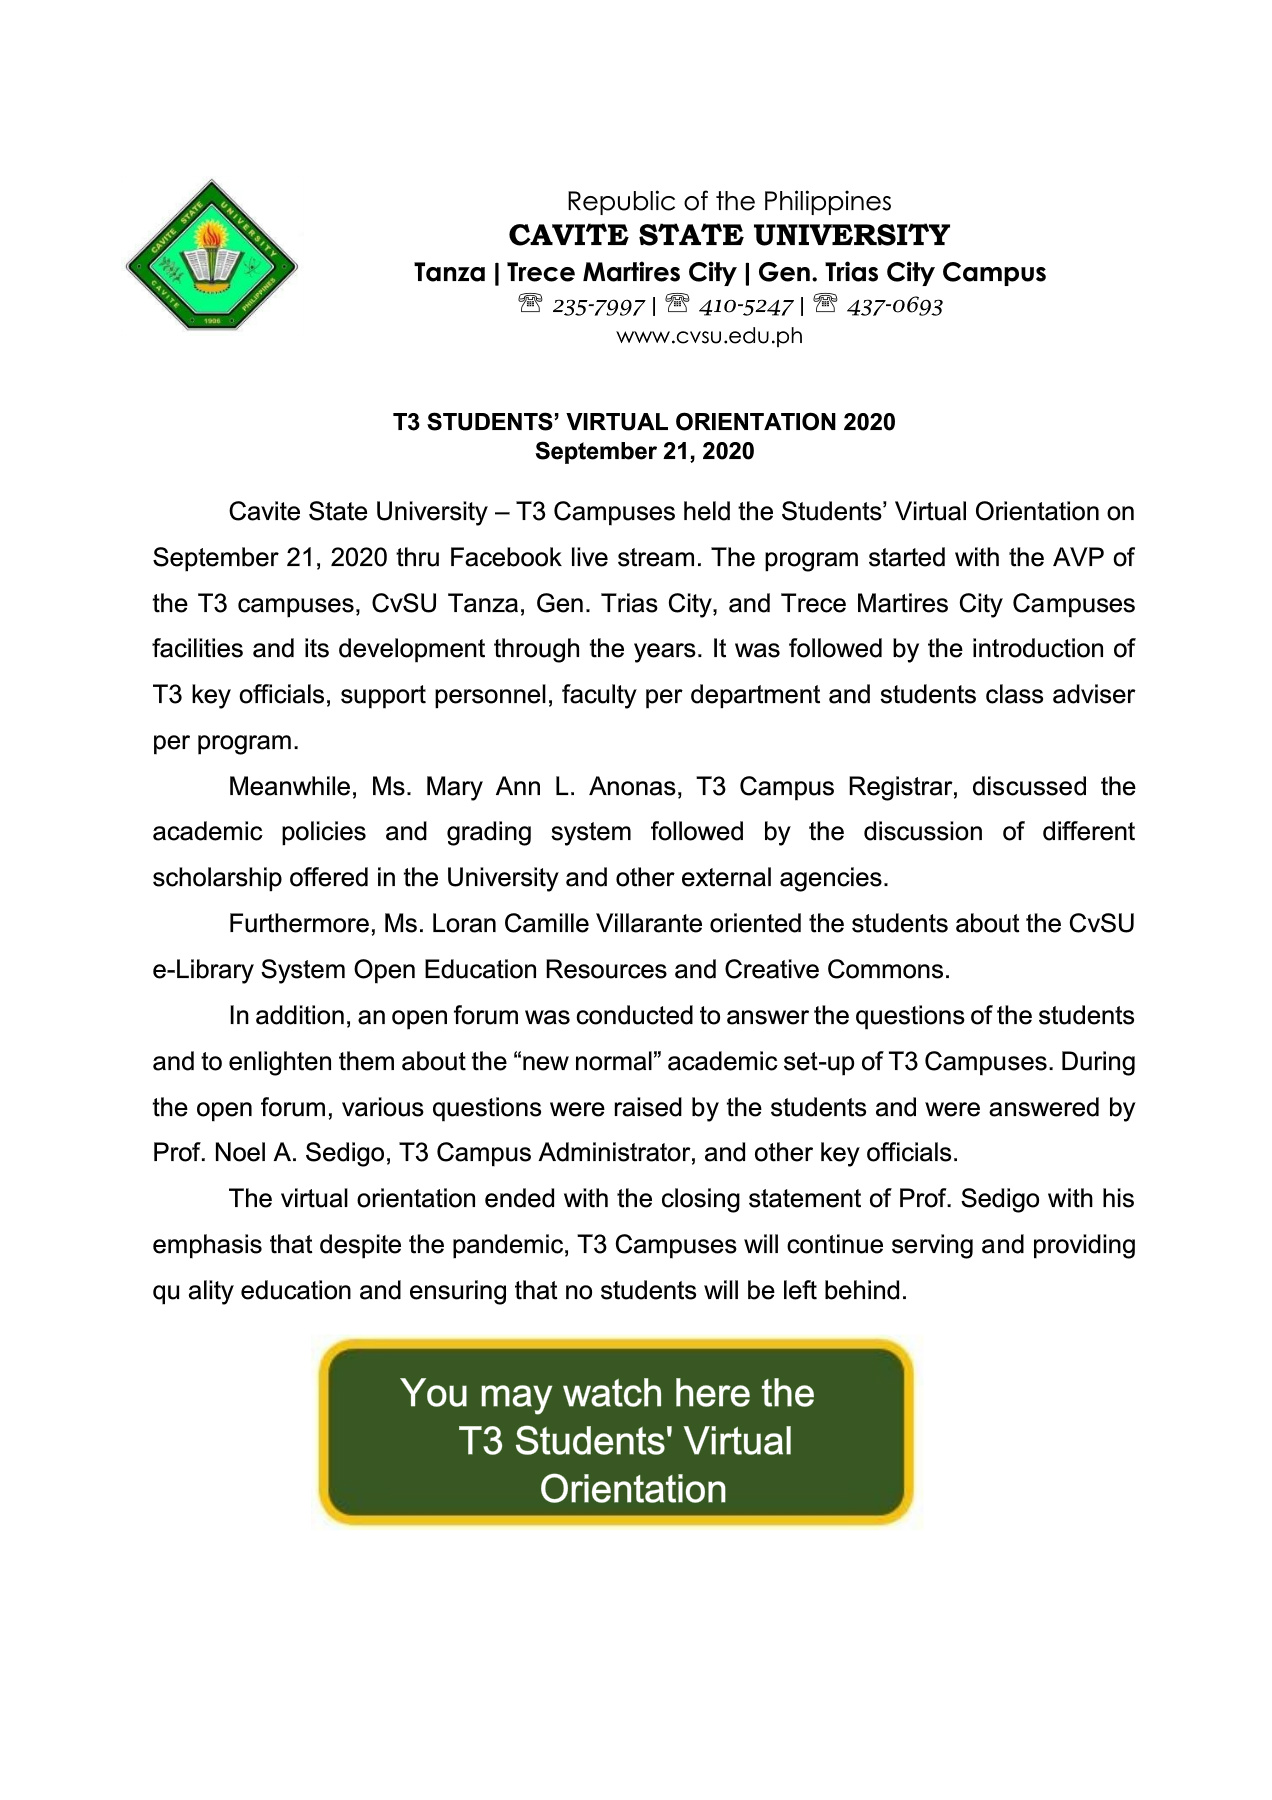 CAVITE STATE UNIVERSITY
CAVITE PHILIPPINES
1906
Republic of the Philippines
CAVITE STATE UNIVERSITY
Tanza | Trece Martires City | Gen. Trias City Campus
☏ 235-7997 | ☏ 410-5247 | ☏ 437-0693
www.cvsu.edu.ph
T3 STUDENTS’ VIRTUAL ORIENTATION 2020
September 21, 2020
Cavite State University – T3 Campuses held the Students’ Virtual Orientation on
September 21, 2020 thru Facebook live stream. The program started with the AVP of
the T3 campuses, CvSU Tanza, Gen. Trias City, and Trece Martires City Campuses
facilities and its development through the years. It was followed by the introduction of
T3 key officials, support personnel, faculty per department and students class adviser
per program.
Meanwhile, Ms. Mary Ann L. Anonas, T3 Campus Registrar, discussed the
academic policies and grading system followed by the discussion of different
scholarship offered in the University and other external agencies.
Furthermore, Ms. Loran Camille Villarante oriented the students about the CvSU
e-Library System Open Education Resources and Creative Commons.
In addition, an open forum was conducted to answer the questions of the students
and to enlighten them about the “new normal” academic set-up of T3 Campuses. During
the open forum, various questions were raised by the students and were answered by
Prof. Noel A. Sedigo, T3 Campus Administrator, and other key officials.
The virtual orientation ended with the closing statement of Prof. Sedigo with his
emphasis that despite the pandemic, T3 Campuses will continue serving and providing
qu ality education and ensuring that no students will be left behind.
You may watch here the
T3 Students' Virtual
Orientation